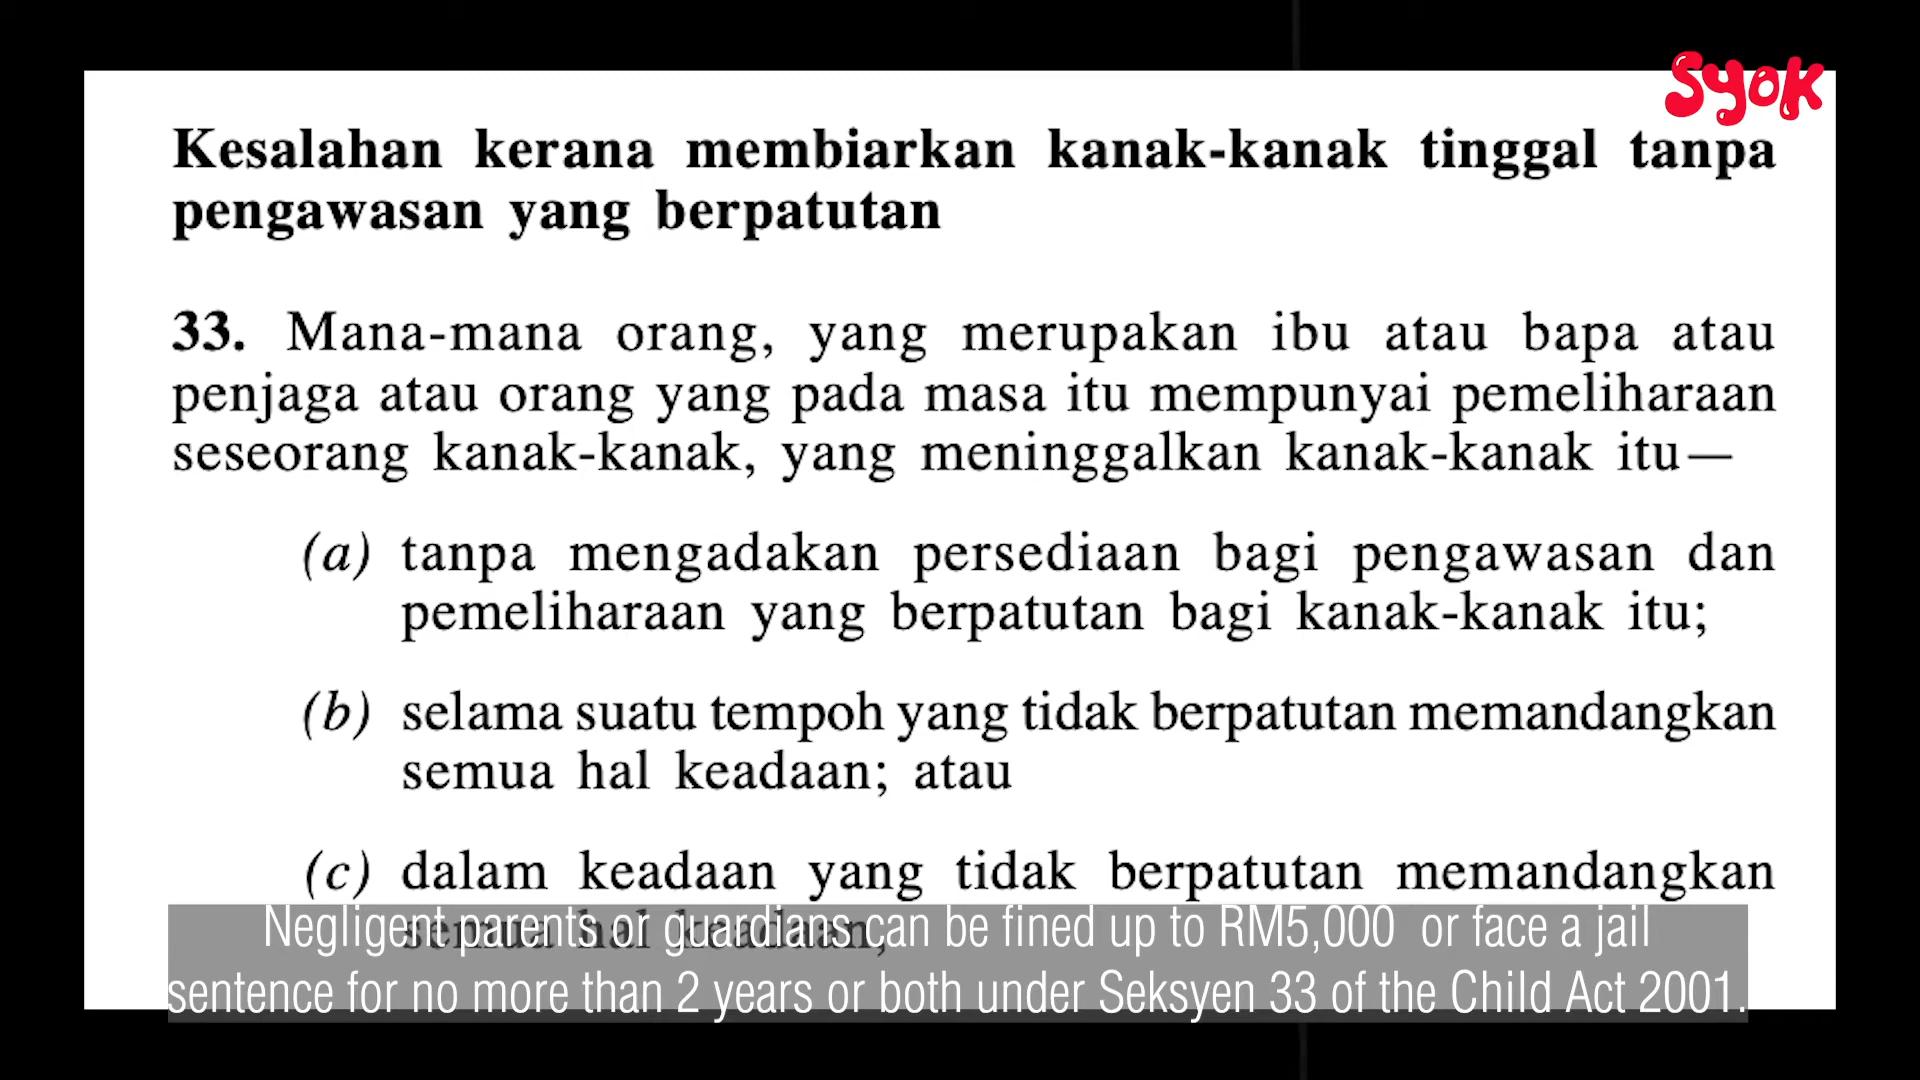 Syok
Kesalahan kerana membiarkan kanak-kanak tinggal tanpa
pengawasan yang berpatutan
33. Mana-mana orang, yang merupakan ibu atau bapa atau
penjaga atau orang yang pada masa itu mempunyai pemeliharaan
seseorang kanak-kanak, yang meninggalkan kanak-kanak itu—
(a) tanpa mengadakan persediaan bagi pengawasan dan
pemeliharaan yang berpatutan bagi kanak-kanak itu;
(b) selama suatu tempoh yang tidak berpatutan memandangkan
semua hal keadaan; atau
(c) dalam keadaan yang tidak berpatutan memandangkan
semua hal keadaan,
Negligent parents or guardians can be fined up to RM5,000 or face a jail
sentence for no more than 2 years or both under Seksyen 33 of the Child Act 2001.